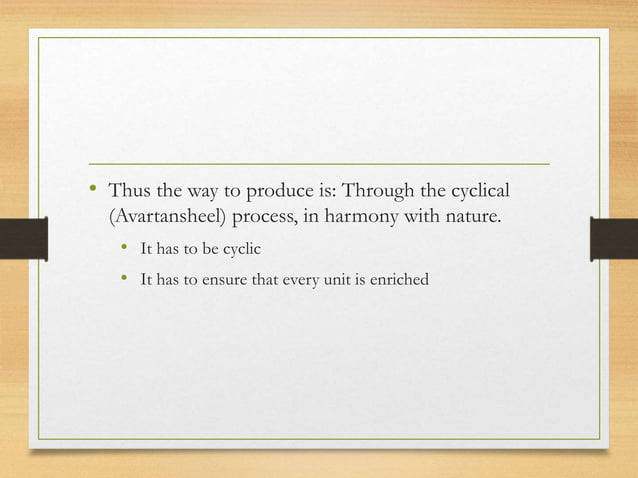 • Thus the way to produce is: Through the cyclical
(Avartansheel) process, in harmony with nature.
• It has to be cyclic
• It has to ensure that every unit is enriched